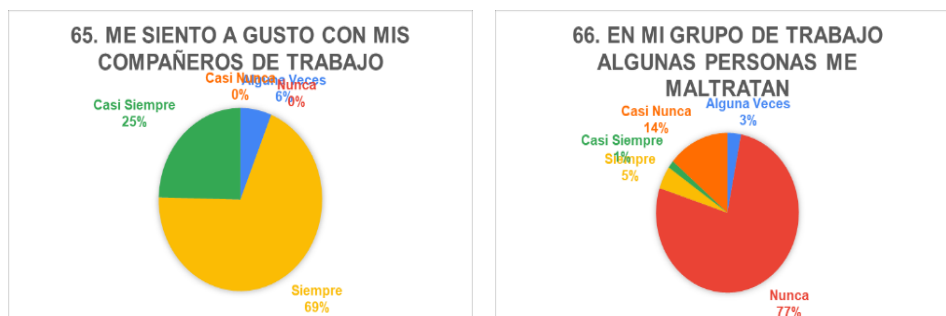 65. ME SIENTO A GUSTO CON MIS
COMPAÑEROS DE TRABAJO
Casi Nunca
0%
Alguna Veces
6%
Nunca
0%
Casi Siempre
25%
Siempre
69%
66. EN MI GRUPO DE TRABAJO
ALGUNAS PERSONAS ME
MALTRATAN
Alguna Veces
3%
Casi Nunca
14%
Casi Siempre
1%
Siempre
5%
Nunca
77%